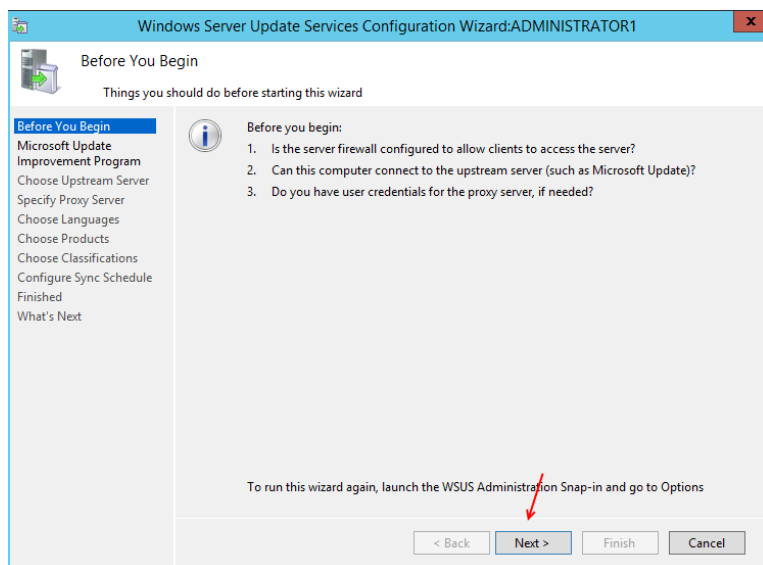 Windows Server Update Services Configuration Wizard:ADMINISTRATOR1
x
Before You Begin
Things you should do before starting this wizard
Before You Begin
Microsoft Update
Improvement Program
Choose Upstream Server
Specify Proxy Server
Choose Languages
Choose Products
Choose Classifications
Configure Sync Schedule
Finished
What's Next
Before you begin:
1. Is the server firewall configured to allow clients to access the server?
2. Can this computer connect to the upstream server (such as Microsoft Update)?
3. Do you have user credentials for the proxy server, if needed?
To run this wizard again, launch the WSUS Administration Snap-in and go to Options
< Back
Next >
Finish
Cancel